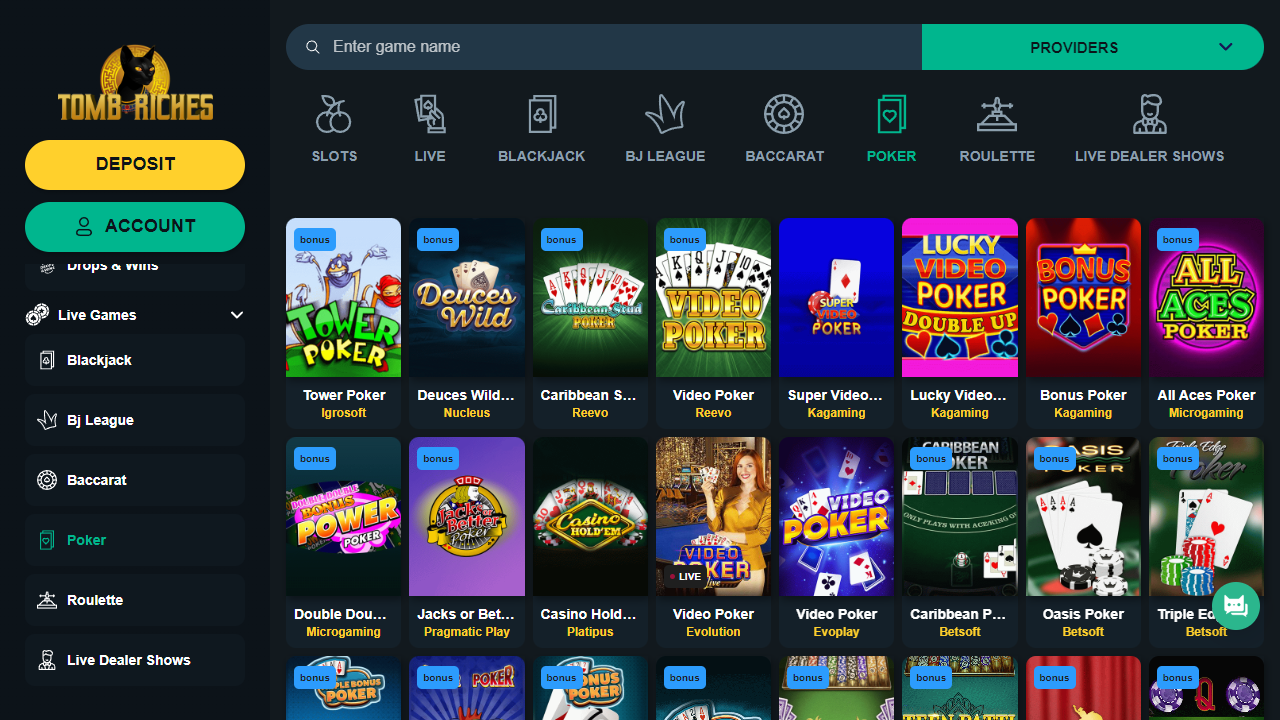 Enter game name
PROVIDERS
TOMB RICHES
DEPOSIT
ACCOUNT
Drops & Wins
Live Games
Blackjack
Bj League
Baccarat
Poker
Roulette
Live Dealer Shows
SLOTS
LIVE
BLACKJACK
BJ LEAGUE
BACCARAT
POKER
ROULETTE
LIVE DEALER SHOWS
bonus
TOWER
POKER
Tower Poker
Igrosoft
bonus
Deuces
Wild
Deuces Wild...
Nucleus
bonus
Caribbean Stud
POKER
Caribbean S...
Reevo
bonus
VIDEO
POKER
Video Poker
Reevo
SUPER
VIDEO
POKER
Super Video...
Kagaming
LUCKY
VIDEO
POKER
DOUBLE UP
Lucky Video...
Kagaming
BONUS
POKER
Bonus Poker
Kagaming
bonus
ALL
ACES
POKER
All Aces Poker
Microgaming
bonus
DOUBLE DOUBLE
BONUS
POWER
POKER
Double Dou...
Microgaming
bonus
Jacks or
Better
Poker
Jacks or Bet...
Pragmatic Play
Casino
HOLD'EM
Casino Hold...
Platipus
VIDEO
POKER
Live
LIVE
Video Poker
Evolution
VIDEO
POKER
Video Poker
Evoplay
CARIBBEAN
POKER
bonus
Caribbean P...
Betsoft
OASIS
POKER
bonus
Oasis Poker
Betsoft
Triple Edge
Poker
bonus
Triple Ed
Betsoft
bonus
TRIPLE BONUS
POKER
bonus
POKER
bonus
BONUS
POKER
bonus
bonus
bonus
TEEN PATTI
bonus
bonus